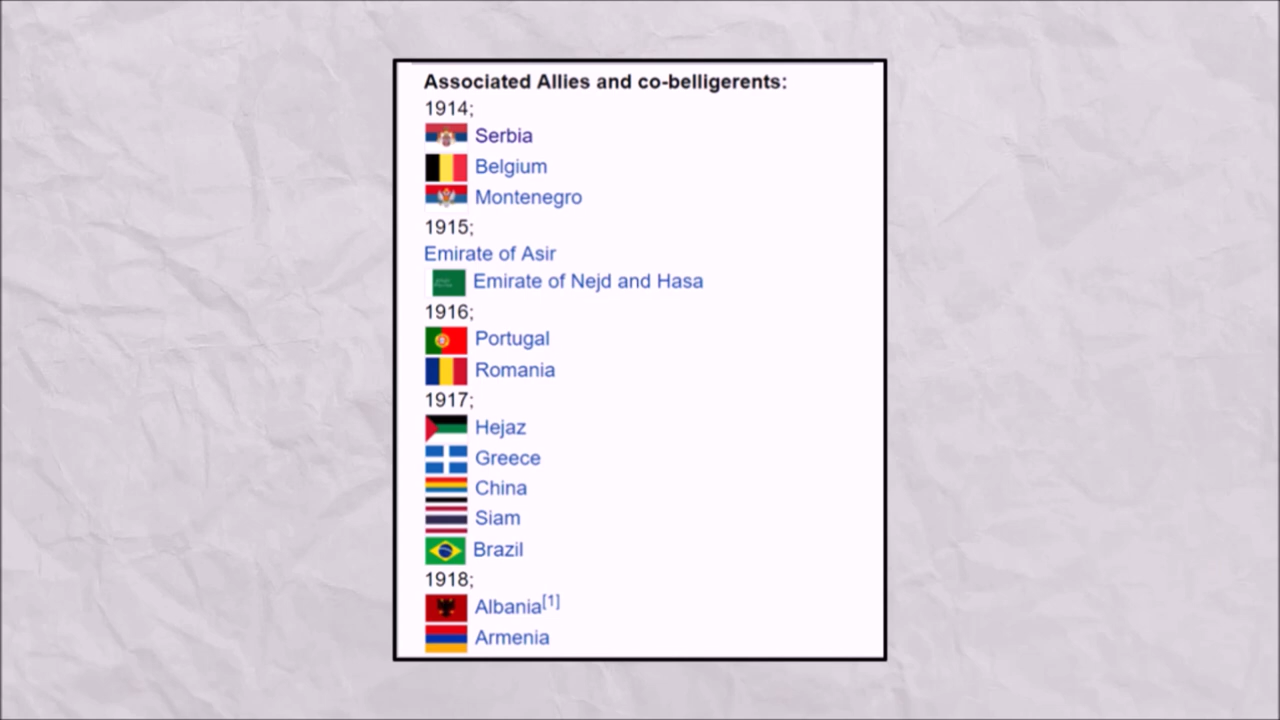 Associated Allies and co-belligerents:
1914;
Serbia
Belgium
Montenegro
1915;
Emirate of Asir
Emirate of Nejd and Hasa
1916;
Portugal
Romania
1917;
Hejaz
Greece
China
Siam
Brazil
1918;
Albania[1]
Armenia